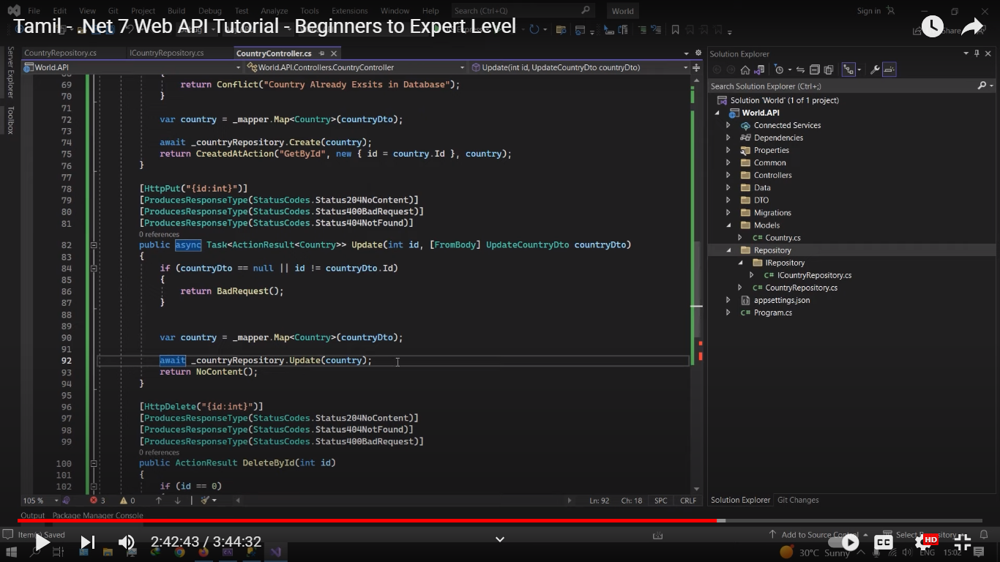 File Edit View Git Project Build Debug Test Analyze Tools Extensions Window Help Search (Ctrl+Q) World Sign in
Tamil - .Net 7 Web API Tutorial - Beginners to Expert Level
Share
CountryRepository.cs ICountryRepository.cs CountryController.cs
World.API World.API.Controllers.CountryController Update(int id, UpdateCountryDto countryDto)
Server Explorer
Toolbox
68 }
69 return Conflict("Country Already Exsits in Database");
70 }
71
72 var country = _mapper.Map<Country>(countryDto);
73
74 await _countryRepository.Create(country);
75 return CreatedAtAction("GetById", new { id = country.Id }, country);
76 }
77
78 [HttpPut("{id:int}")]
79 [ProducesResponseType(StatusCodes.Status204NoContent)]
80 [ProducesResponseType(StatusCodes.Status400BadRequest)]
81 [ProducesResponseType(StatusCodes.Status404NotFound)]
0 references
82 public async Task<ActionResult<Country>> Update(int id, [FromBody] UpdateCountryDto countryDto)
83 {
84 if (countryDto == null || id != countryDto.Id)
85 {
86 return BadRequest();
87 }
88
89
90 var country = _mapper.Map<Country>(countryDto);
91
92 await _countryRepository.Update(country);
93 return NoContent();
94 }
95
96 [HttpDelete("{id:int}")]
97 [ProducesResponseType(StatusCodes.Status204NoContent)]
98 [ProducesResponseType(StatusCodes.Status404NotFound)]
99 [ProducesResponseType(StatusCodes.Status400BadRequest)]
0 references
100 public ActionResult DeleteById(int id)
101 {
102 if (id == 0)
105 % 3 0 Ln: 92 Ch: 18 SPC CRLF
Solution Explorer
Search Solution Explorer (Ctrl+;)
Solution 'World' (1 of 1 project)
World.API
Connected Services
Dependencies
Properties
Common
Controllers
Data
DTO
Migrations
Models
C# Country.cs
Repository
IRepository
C# ICountryRepository.cs
C# CountryRepository.cs
appsettings.json
C# Program.cs
Solution Explorer Git Changes
Output Package Manager Console
Item(s) Saved Add to Source Control Select Repository
2:42:43 / 3:44:32 CC HD
30°C Sunny ENG 15:02